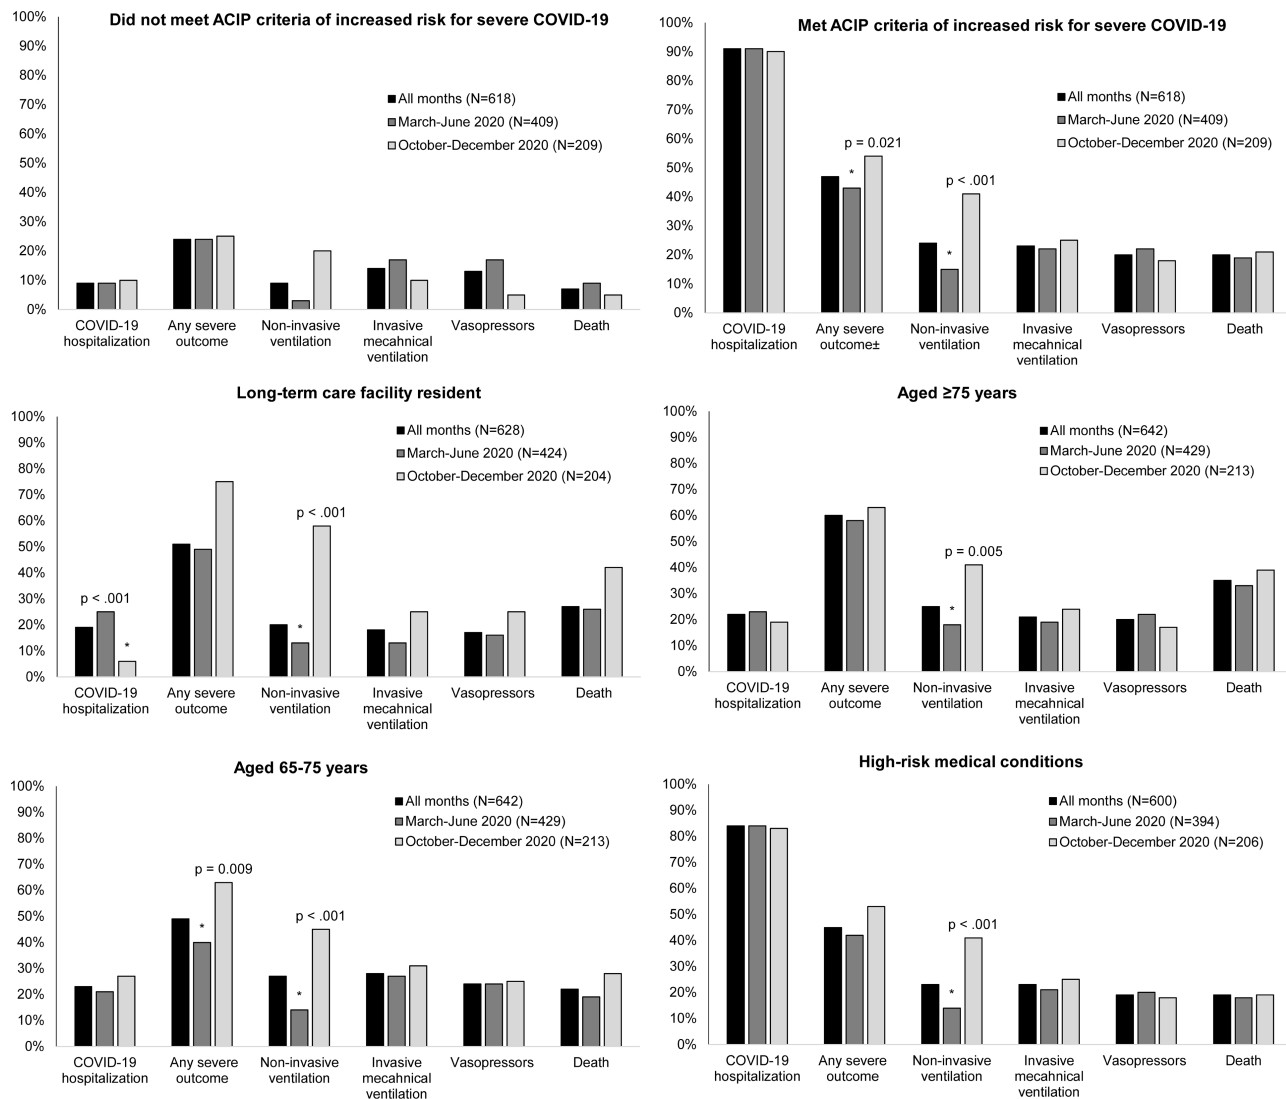 Did not meet ACIP criteria of increased risk for severe COVID-19
100%
90%
80%
70%
60%
50%
40%
30%
20%
10%
0%
All months (N=618)
March-June 2020 (N=409)
October-December 2020 (N=209)
COVID-19 hospitalization
Any severe outcome
Non-invasive ventilation
Invasive mecahnical ventilation
Vasopressors
Death
Met ACIP criteria of increased risk for severe COVID-19
100%
90%
80%
70%
60%
50%
40%
30%
20%
10%
0%
All months (N=618)
March-June 2020 (N=409)
October-December 2020 (N=209)
p = 0.021
*
p < .001
*
COVID-19 hospitalization
Any severe outcome±
Non-invasive ventilation
Invasive mecahnical ventilation
Vasopressors
Death
Long-term care facility resident
100%
90%
80%
70%
60%
50%
40%
30%
20%
10%
0%
All months (N=628)
March-June 2020 (N=424)
October-December 2020 (N=204)
p < .001
*
p < .001
*
COVID-19 hospitalization
Any severe outcome
Non-invasive ventilation
Invasive mecahnical ventilation
Vasopressors
Death
Aged ≥75 years
100%
90%
80%
70%
60%
50%
40%
30%
20%
10%
0%
All months (N=642)
March-June 2020 (N=429)
October-December 2020 (N=213)
p = 0.005
*
COVID-19 hospitalization
Any severe outcome
Non-invasive ventilation
Invasive mecahnical ventilation
Vasopressors
Death
Aged 65-75 years
100%
90%
80%
70%
60%
50%
40%
30%
20%
10%
0%
All months (N=642)
March-June 2020 (N=429)
October-December 2020 (N=213)
p = 0.009
*
p < .001
*
COVID-19 hospitalization
Any severe outcome
Non-invasive ventilation
Invasive mecahnical ventilation
Vasopressors
Death
High-risk medical conditions
100%
90%
80%
70%
60%
50%
40%
30%
20%
10%
0%
All months (N=600)
March-June 2020 (N=394)
October-December 2020 (N=206)
p < .001
*
COVID-19 hospitalization
Any severe outcome
Non-invasive ventilation
Invasive mecahnical ventilation
Vasopressors
Death